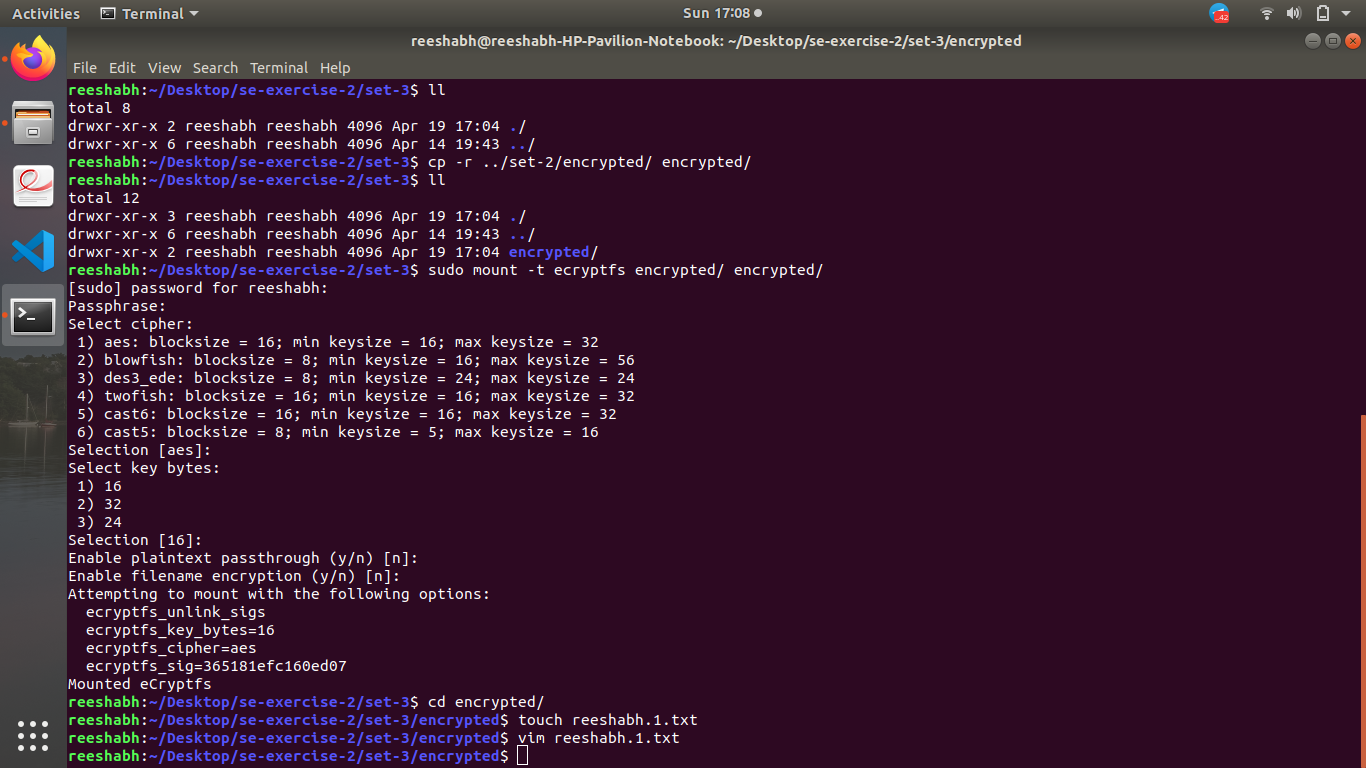 Activities Terminal Sun 17:08
.42
reeshabh@reeshabh-HP-Pavilion-Notebook: ~/Desktop/se-exercise-2/set-3/encrypted
File Edit View Search Terminal Help
reeshabh:~/Desktop/se-exercise-2/set-3$ ll
total 8
drwxr-xr-x 2 reeshabh reeshabh 4096 Apr 19 17:04 ./
drwxr-xr-x 6 reeshabh reeshabh 4096 Apr 14 19:43 ../
reeshabh:~/Desktop/se-exercise-2/set-3$ cp -r ../set-2/encrypted/ encrypted/
reeshabh:~/Desktop/se-exercise-2/set-3$ ll
total 12
drwxr-xr-x 3 reeshabh reeshabh 4096 Apr 19 17:04 ./
drwxr-xr-x 6 reeshabh reeshabh 4096 Apr 14 19:43 ../
drwxr-xr-x 2 reeshabh reeshabh 4096 Apr 19 17:04 encrypted/
reeshabh:~/Desktop/se-exercise-2/set-3$ sudo mount -t ecryptfs encrypted/ encrypted/
[sudo] password for reeshabh:
Passphrase:
Select cipher:
 1) aes: blocksize = 16; min keysize = 16; max keysize = 32
 2) blowfish: blocksize = 8; min keysize = 16; max keysize = 56
 3) des3_ede: blocksize = 8; min keysize = 24; max keysize = 24
 4) twofish: blocksize = 16; min keysize = 16; max keysize = 32
 5) cast6: blocksize = 16; min keysize = 16; max keysize = 32
 6) cast5: blocksize = 8; min keysize = 5; max keysize = 16
Selection [aes]:
Select key bytes:
 1) 16
 2) 32
 3) 24
Selection [16]:
Enable plaintext passthrough (y/n) [n]:
Enable filename encryption (y/n) [n]:
Attempting to mount with the following options:
  ecryptfs_unlink_sigs
  ecryptfs_key_bytes=16
  ecryptfs_cipher=aes
  ecryptfs_sig=365181efc160ed07
Mounted eCryptfs
reeshabh:~/Desktop/se-exercise-2/set-3$ cd encrypted/
reeshabh:~/Desktop/se-exercise-2/set-3/encrypted$ touch reeshabh.1.txt
reeshabh:~/Desktop/se-exercise-2/set-3/encrypted$ vim reeshabh.1.txt
reeshabh:~/Desktop/se-exercise-2/set-3/encrypted$